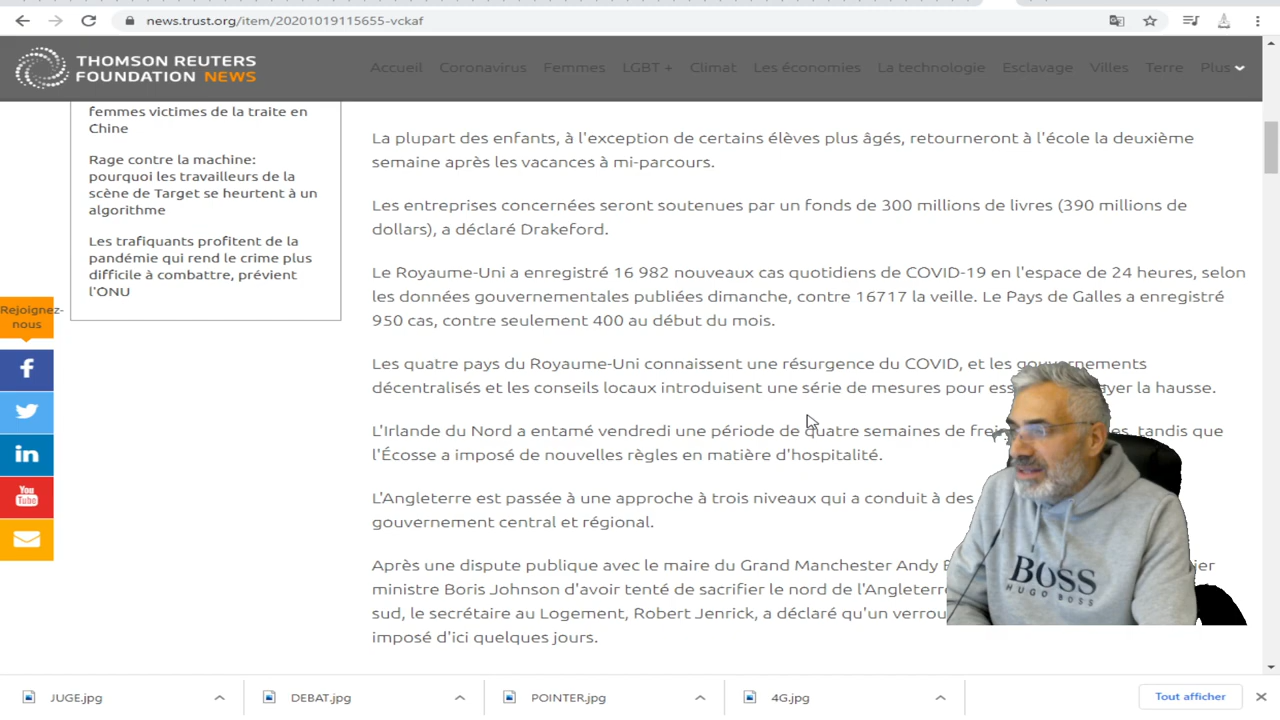 news.trust.org/item/20201019115655-vckaf
THOMSON REUTERS
FOUNDATION NEWS
Accueil Coronavirus Femmes LGBT + Climat Les économies La technologie Esclavage Villes Terre Plus
femmes victimes de la traite en
Chine
Rage contre la machine:
pourquoi les travailleurs de la
scène de Target se heurtent à un
algorithme
Les trafiquants profitent de la
pandémie qui rend le crime plus
difficile à combattre, prévient
l'ONU
Rejoignez-
nous
La plupart des enfants, à l'exception de certains élèves plus âgés, retourneront à l'école la deuxième
semaine après les vacances à mi-parcours.
Les entreprises concernées seront soutenues par un fonds de 300 millions de livres (390 millions de
dollars), a déclaré Drakeford.
Le Royaume-Uni a enregistré 16 982 nouveaux cas quotidiens de COVID-19 en l'espace de 24 heures, selon
les données gouvernementales publiées dimanche, contre 16717 la veille. Le Pays de Galles a enregistré
950 cas, contre seulement 400 au début du mois.
Les quatre pays du Royaume-Uni connaissent une résurgence du COVID, et les gouvernements
décentralisés et les conseils locaux introduisent une série de mesures pour la hausse.
L'Irlande du Nord a entamé vendredi une période de quatre semaines de tandis que
l'Écosse a imposé de nouvelles règles en matière d'hospitalité.
L'Angleterre est passée à une approche à trois niveaux qui a conduit à des
gouvernement central et régional.
Après une dispute publique avec le maire du Grand Manchester Andy
ministre Boris Johnson d'avoir tenté de sacrifier le nord de
sud, le secrétaire au Logement, Robert Jenrick, a déclaré qu'un
imposé d'ici quelques jours.
BOSS
HUGO BOSS
You
Tube
JUGE.jpg
DEBAT.jpg
POINTER.jpg
4G.jpg
Tout afficher